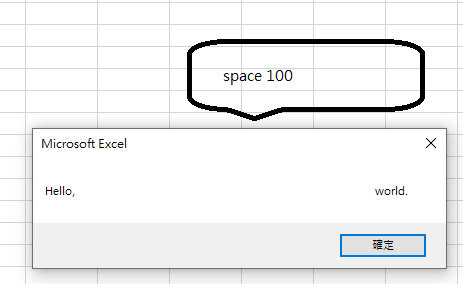 space 100
Microsoft Excel
Hello, world.
確定